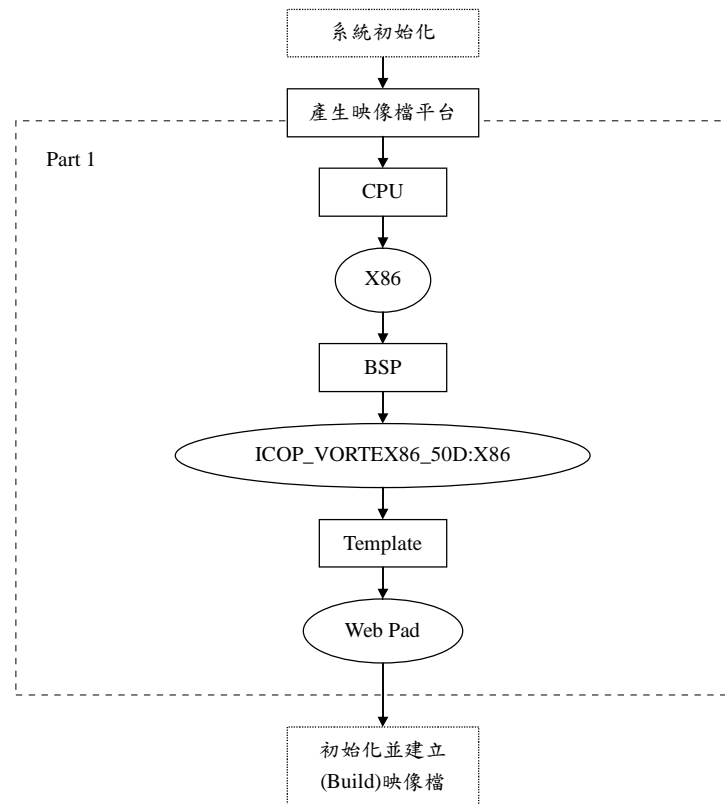 系統初始化
產生映像檔平台
Part 1
CPU
X86
BSP
ICOP_VORTEX86_50D:X86
Template
Web Pad
初始化並建立
(Build)映像檔